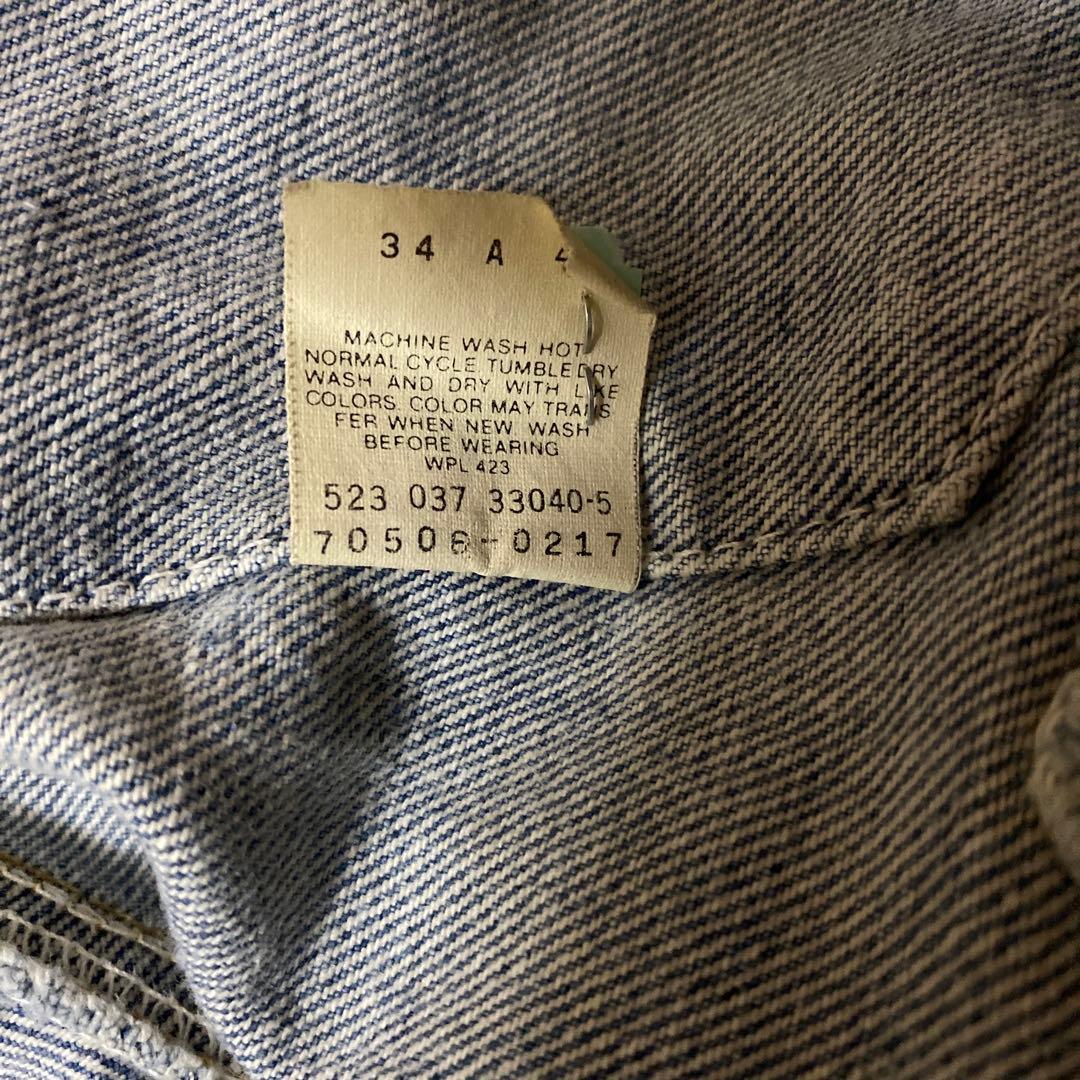 34 A 4
MACHINE WASH HOT
NORMAL CYCLE TUMBLE DRY
WASH AND DRY WITH LIKE
COLORS. COLOR MAY TRANS
FER WHEN NEW WASH
BEFORE WEARING
WPL 423
523 037 33040-5
70506-0217